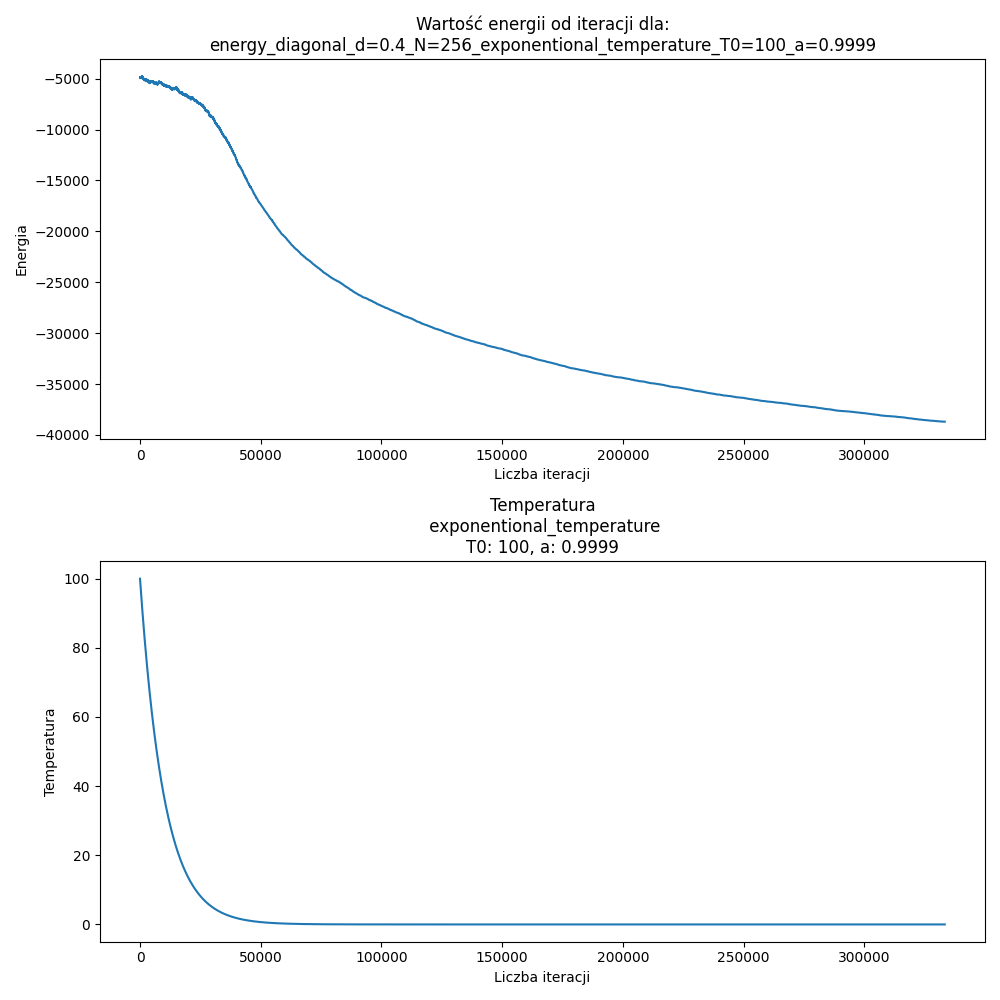 Wartość energii od iteracji dla:
energy_diagonal_d=0.4_N=256_exponentional_temperature_T0=100_a=0.9999
−5000
−10000
−15000
−20000
−25000
−30000
−35000
−40000
Energia
0 50000 100000 150000 200000 250000 300000
Liczba iteracji
Temperatura
exponentional_temperature
T0: 100, a: 0.9999
100
80
60
40
20
0
Temperatura
0 50000 100000 150000 200000 250000 300000
Liczba iteracji